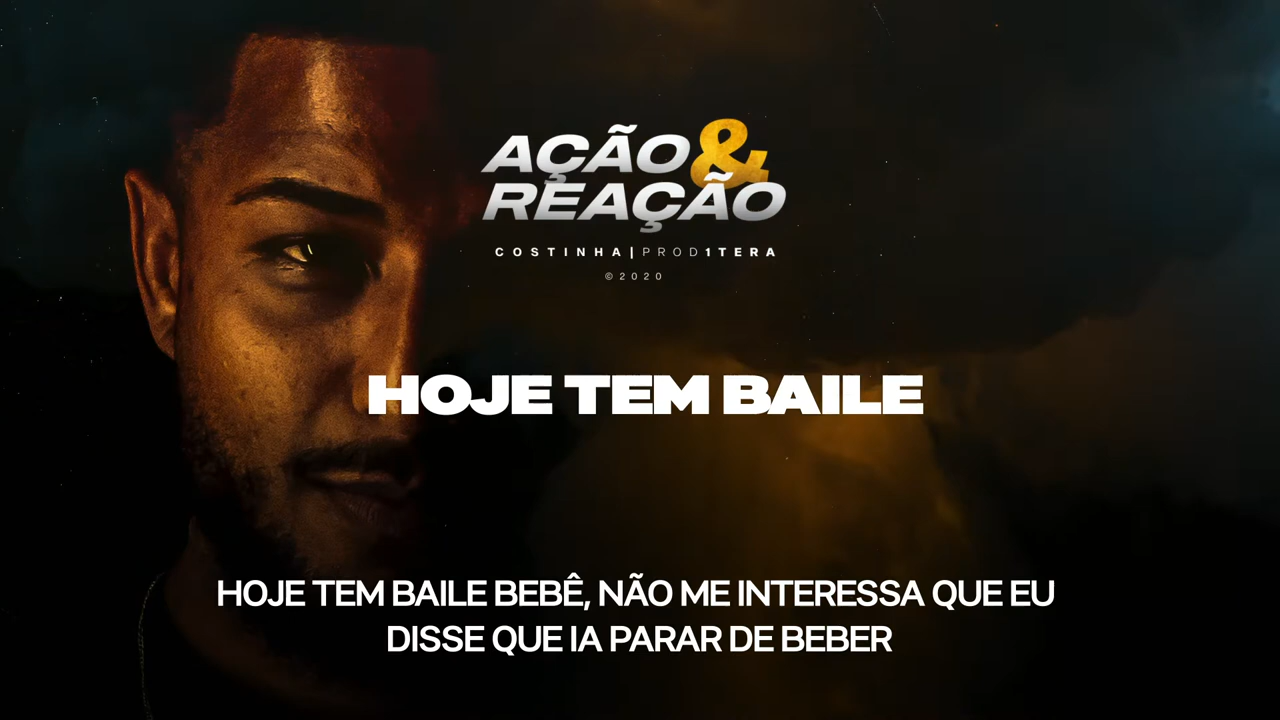 AÇÃO &
REAÇÃO
COSTINHA|PROD1TERA
©2020
HOJE TEM BAILE
HOJE TEM BAILE BEBÊ, NÃO ME INTERESSA QUE EU
DISSE QUE IA PARAR DE BEBER